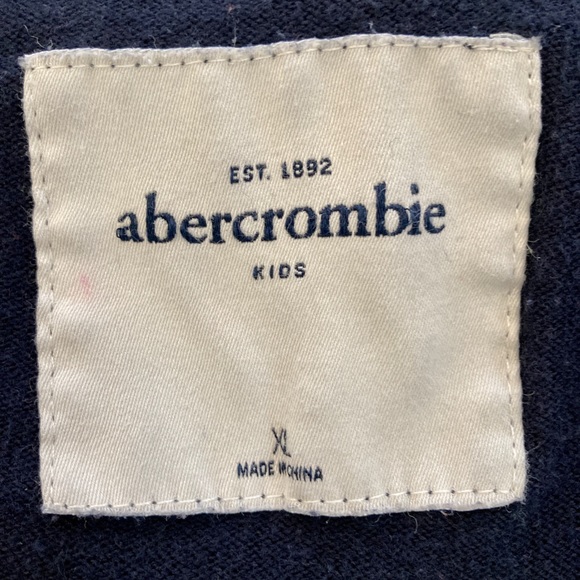 EST. 1892
abercrombie
KIDS
XL
MADE IN CHINA